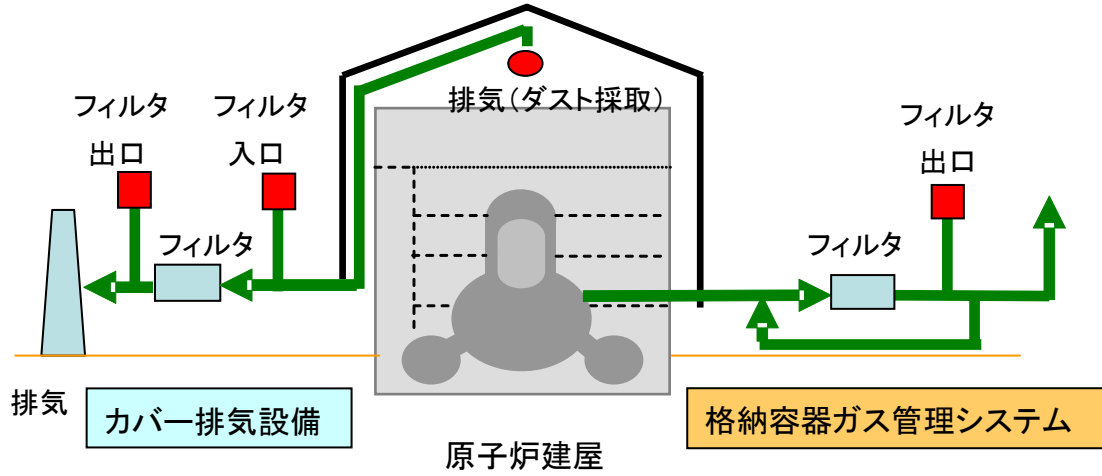 排気(ダスト採取)
フィルタ
出口
フィルタ
入口
フィルタ
出口
フィルタ
フィルタ
排気
カバー排気設備
原子炉建屋
格納容器ガス管理システム